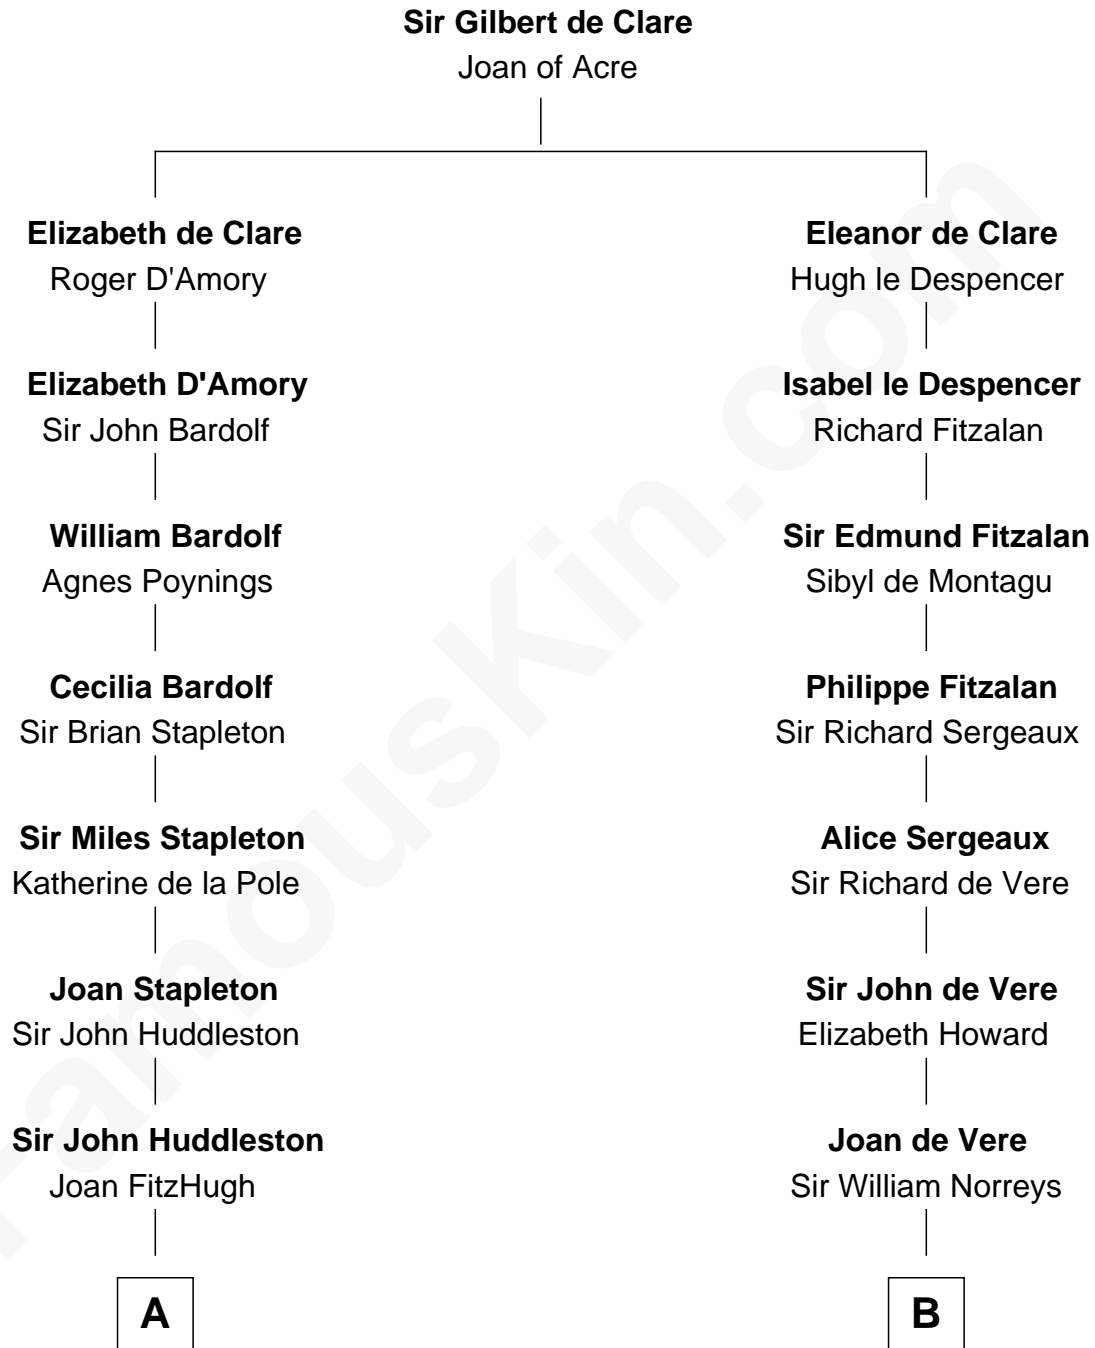 Sir Gilbert de Clare
Joan of Acre
Elizabeth de Clare
Roger D'Amory
Eleanor de Clare
Hugh le Despencer
Elizabeth D'Amory
Sir John Bardolf
Isabel le Despencer
Richard Fitzalan
William Bardolf
Agnes Poynings
Sir Edmund Fitzalan
Sibyl de Montagu
Cecilia Bardolf
Sir Brian Stapleton
Philippe Fitzalan
Sir Richard Sergeaux
Sir Miles Stapleton
Katherine de la Pole
Alice Sergeaux
Sir Richard de Vere
Joan Stapleton
Sir John Huddleston
Sir John de Vere
Elizabeth Howard
Sir John Huddleston
Joan FitzHugh
Joan de Vere
Sir William Norreys
A
B
FamousKin.com